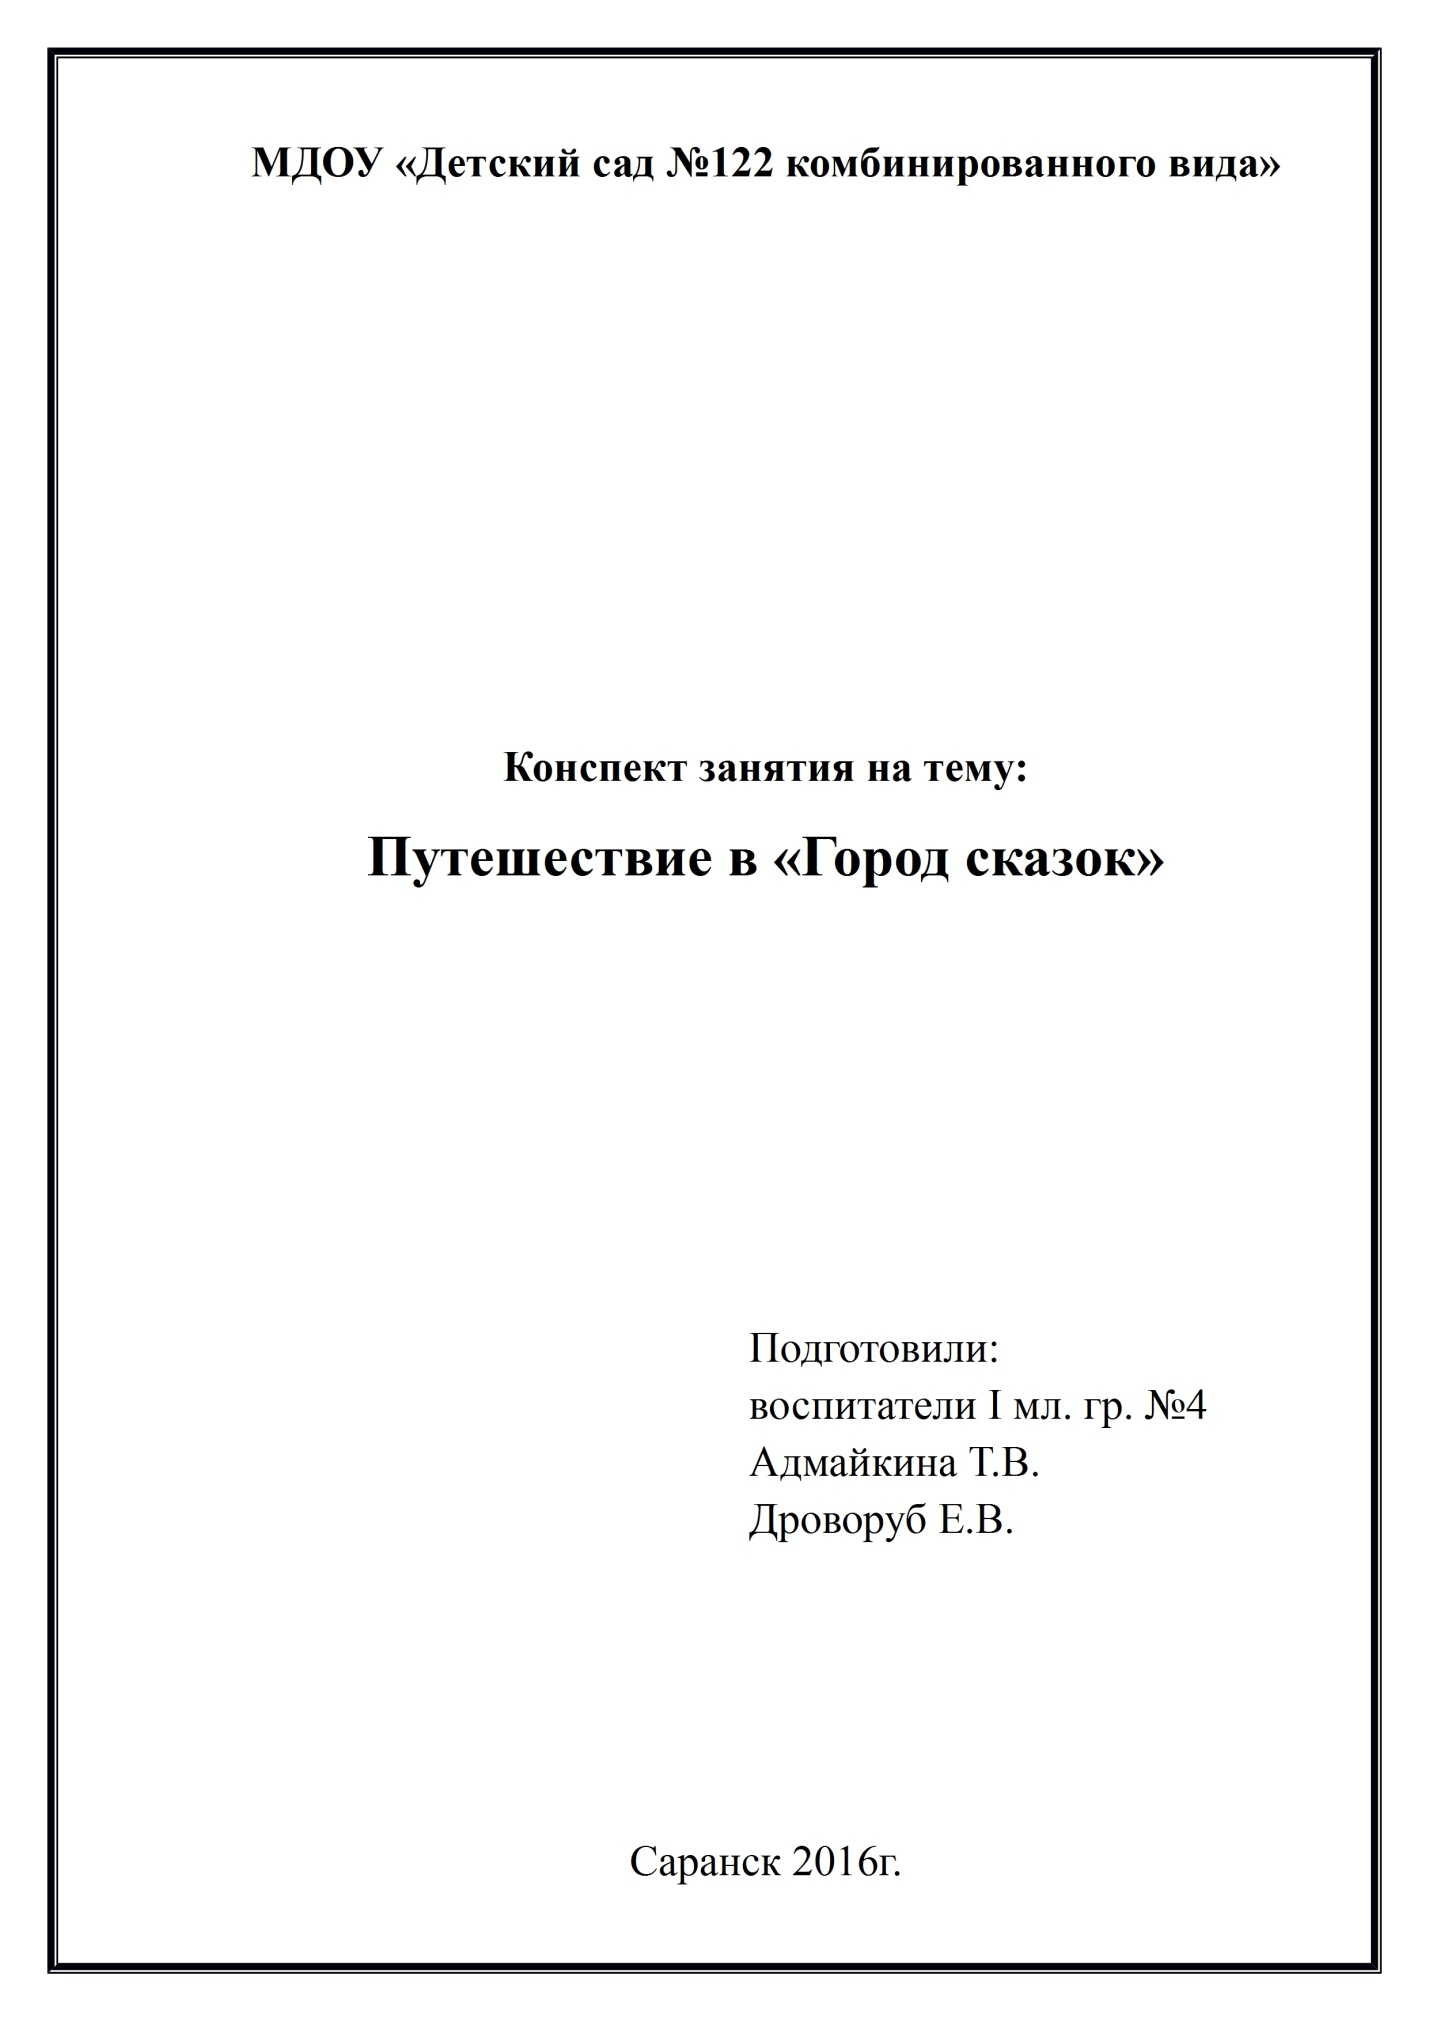 МДОУ «Детский сад №122 комбинированного вида»
Конспект занятия на тему:
Путешествие в «Город сказок»
Подготовили:
воспитатели I мл. гр. №4
Адмайкина Т.В.
Дроворуб Е.В.
Саранск 2016г.